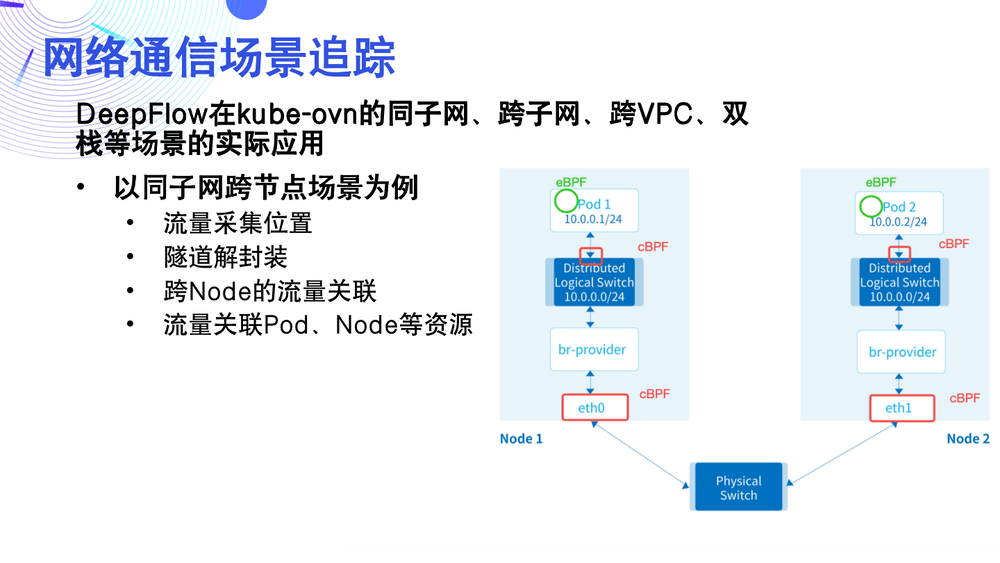 网络通信场景追踪
DeepFlow在kube-ovn的同子网、跨子网、跨VPC、双
栈等场景的实际应用
• 以同子网跨节点场景为例
• 流量采集位置
• 隧道解封装
• 跨Node的流量关联
• 流量关联Pod、Node等资源
eBPF
Pod 1
10.0.0.1/24
cBPF
Distributed
Logical Switch
10.0.0.0/24
br-provider
cBPF
eth0
Node 1
eBPF
Pod 2
10.0.0.2/24
cBPF
Distributed
Logical Switch
10.0.0.0/24
br-provider
cBPF
eth1
Node 2
Physical
Switch